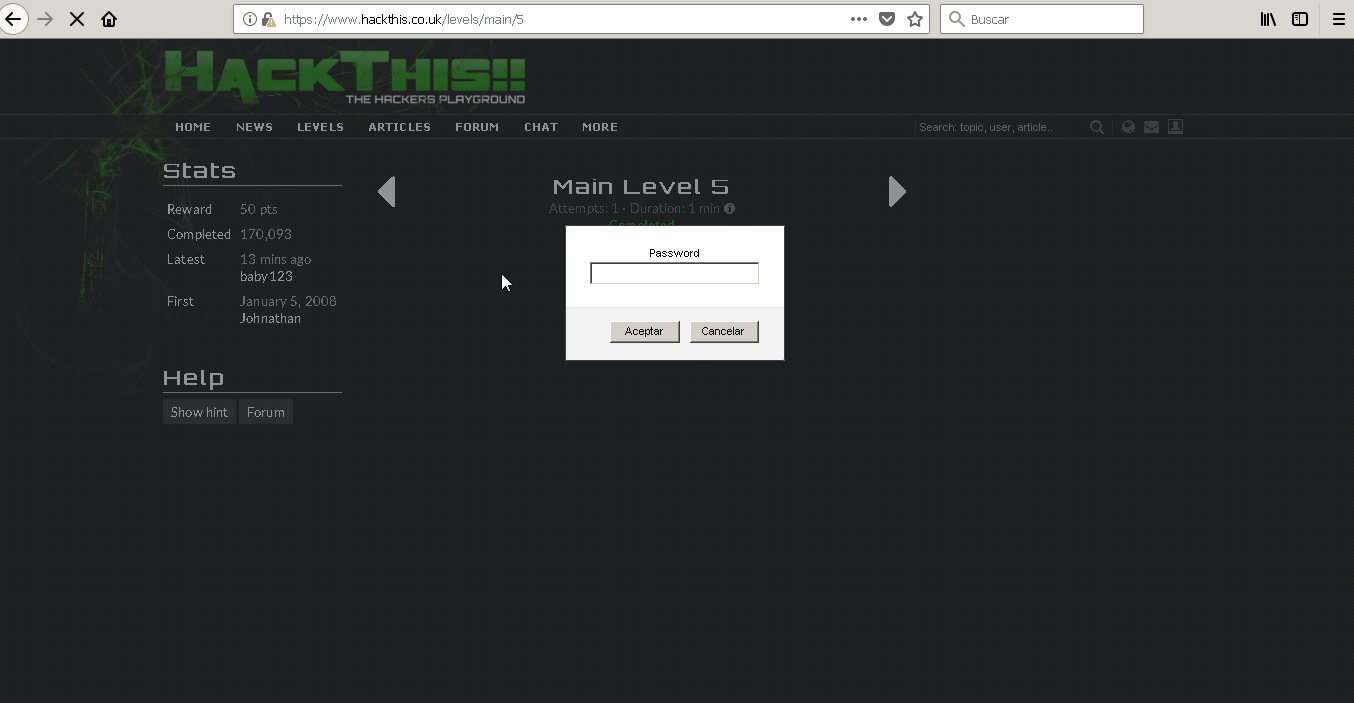 https://www.hackthis.co.uk/levels/main/5
Buscar
HACKTHIS!!
THE HACKERS PLAYGROUND
HOME NEWS LEVELS ARTICLES FORUM CHAT MORE
Search: topic, user, article..
Stats
Reward 50 pts
Completed 170,093
Latest 13 mins ago
baby123
First January 5, 2008
Johnathan
Help
Show hint Forum
Main Level 5
Attempts: 1 · Duration: 1 min
Completed
Password
Aceptar Cancelar